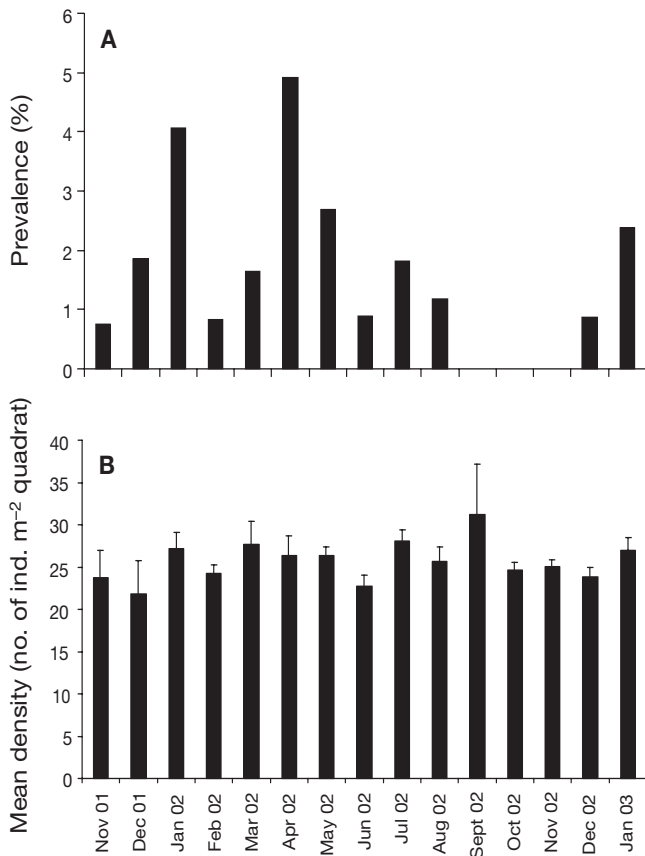 A
Prevalence (%)
6
5
4
3
2
1
0
B
Mean density (no. of ind. m⁻² quadrat)
40
35
30
25
20
15
10
5
0
Nov 01
Dec 01
Jan 02
Feb 02
Mar 02
Apr 02
May 02
Jun 02
Jul 02
Aug 02
Sept 02
Oct 02
Nov 02
Dec 02
Jan 03